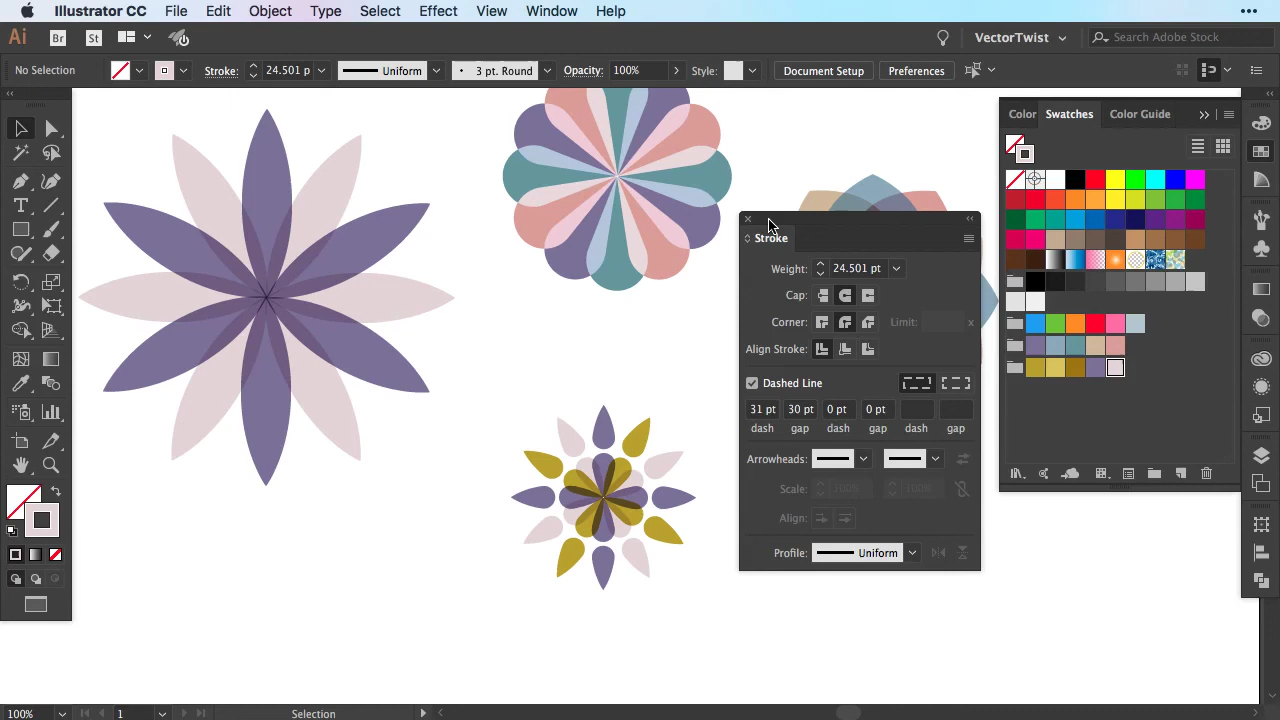 Illustrator CC File Edit Object Type Select Effect View Window Help
Ai Br St VectorTwist Search Adobe Stock
No Selection Stroke: 24.501 p Uniform 3 pt. Round Opacity: 100% Style: Document Setup Preferences
Color Swatches Color Guide
Stroke
Weight: 24.501 pt
Cap:
Corner: Limit: x
Align Stroke:
Dashed Line
31 pt 30 pt 0 pt 0 pt
dash gap dash gap dash gap
Arrowheads:
Scale: 100% 100%
Align:
Profile: Uniform
100% 1 Selection